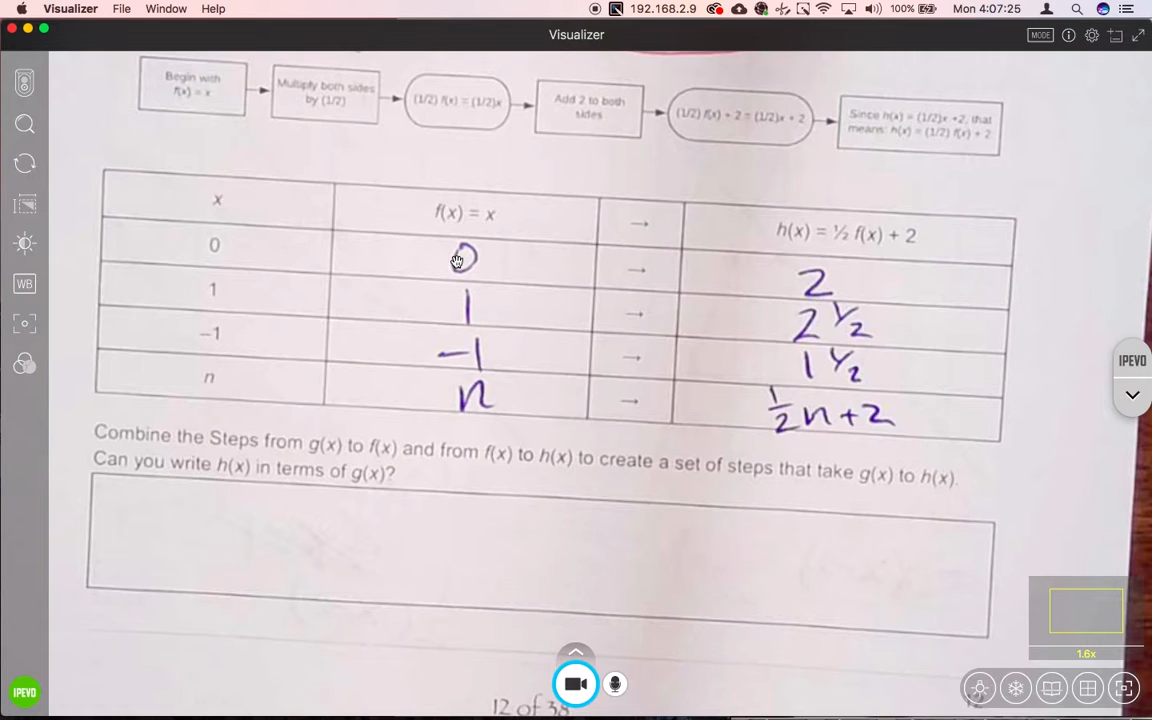 Visualizer File Window Help 192.168.2.9 100% Mon 4:07:25
Visualizer
MODE
Begin with
f(x) = x
Multiply both sides
by (1/2)
(1/2) f(x) = (1/2)x
Add 2 to both
sides
(1/2) f(x) + 2 = (1/2)x + 2
Since h(x) = (1/2)x +2, that
means: h(x) = (1/2) f(x) + 2
x f(x) = x → h(x) = ½ f(x) + 2
0 0 → 2
1 1 → 2 1/2
−1 −1 → 1 1/2
n n → 1/2 n + 2
Combine the Steps from g(x) to f(x) and from f(x) to h(x) to create a set of steps that take g(x) to h(x).
Can you write h(x) in terms of g(x)?
WB
IPEVO
1.6x
IPEVO
12 of 38